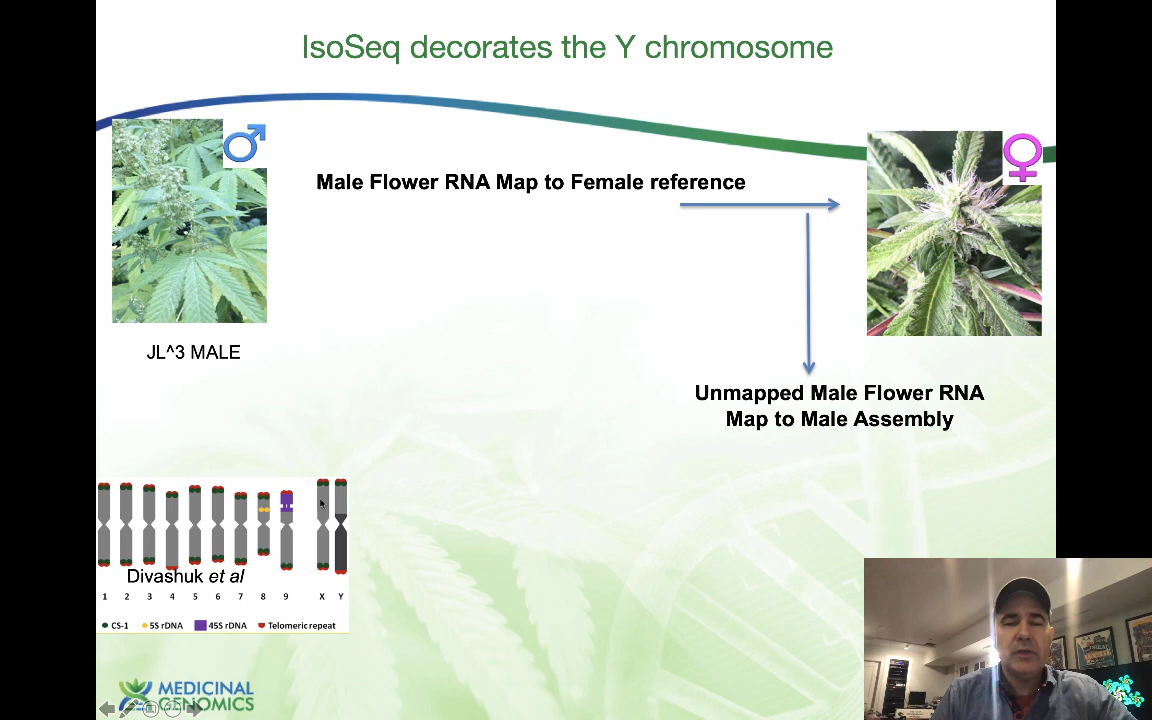 IsoSeq decorates the Y chromosome
Male Flower RNA Map to Female reference
JL^3 MALE
Unmapped Male Flower RNA
Map to Male Assembly
Divashuk et al
1 2 3 4 5 6 7 8 9 X Y
CS-1 5S rDNA 45S rDNA Telomeric repeat
MEDICINAL
GENOMICS